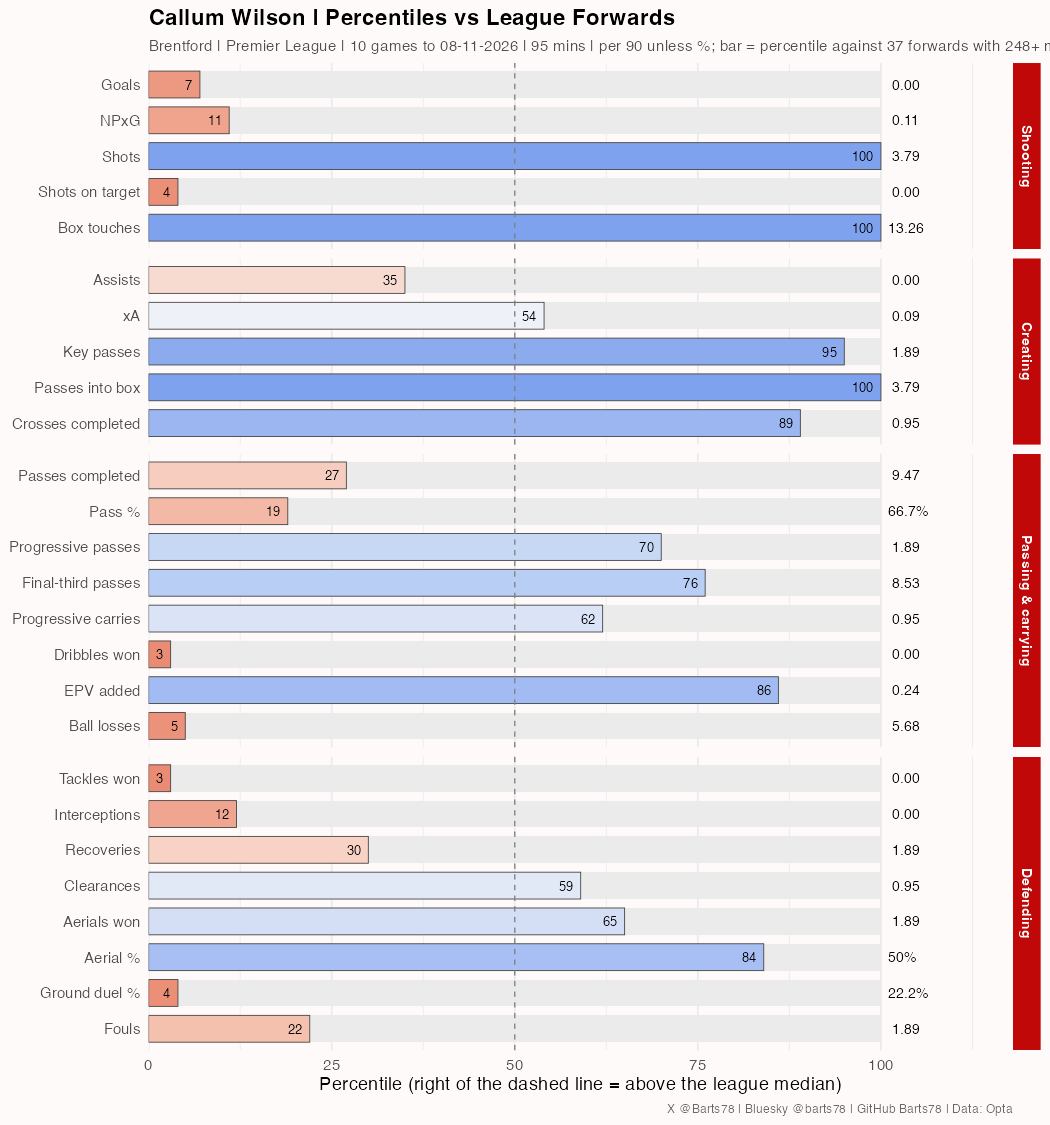 Callum Wilson | Percentiles vs League Forwards
Brentford | Premier League | 10 games to 08-11-2026 | 95 mins | per 90 unless %; bar = percentile against 37 forwards with 248+
Goals 7 0.00
NPxG 11 0.11
Shots 100 3.79
Shots on target 4 0.00
Box touches 100 13.26
Shooting
Assists 35 0.00
xA 54 0.09
Key passes 95 1.89
Passes into box 100 3.79
Crosses completed 89 0.95
Creating
Passes completed 27 9.47
Pass % 19 66.7%
Progressive passes 70 1.89
Final-third passes 76 8.53
Progressive carries 62 0.95
Dribbles won 3 0.00
EPV added 86 0.24
Ball losses 5 5.68
Passing & carrying
Tackles won 3 0.00
Interceptions 12 0.00
Recoveries 30 1.89
Clearances 59 0.95
Aerials won 65 1.89
Aerial % 84 50%
Ground duel % 4 22.2%
Fouls 22 1.89
Defending
0 25 50 75 100
Percentile (right of the dashed line = above the league median)
X @Barts78 | Bluesky @barts78 | GitHub Barts78 | Data: Opta